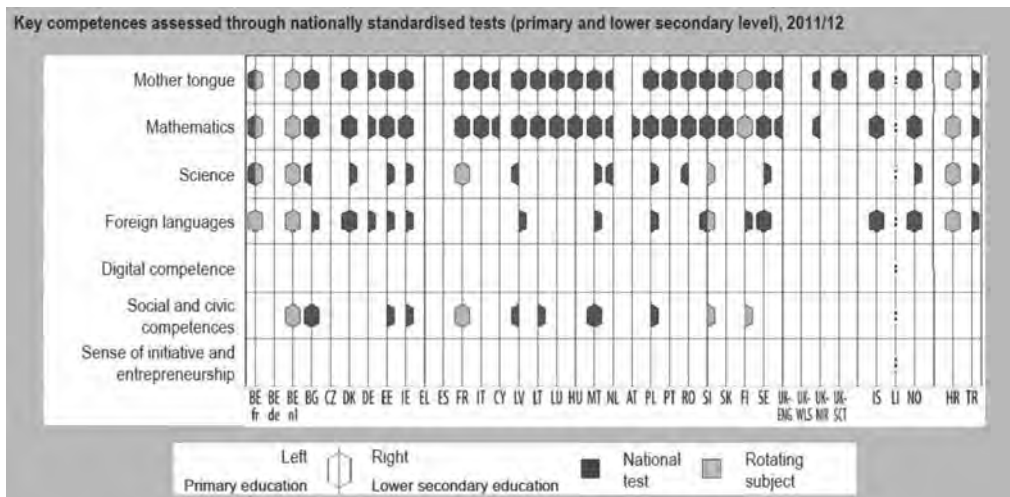 Key competences assessed through nationally standardised tests (primary and lower secondary level), 2011/12
Mother tongue
Mathematics
Science
Foreign languages
Digital competence
Social and civic
competences
Sense of initiative and
entrepreneurship
BE fr BE de BE nl BG CZ DK DE EE IE EL ES FR IT CY LV LT LU HU MT NL AT PL PT RO SI SK FI SE UK-ENG UK-WLS UK-NIR UK-SCT IS LI NO HR TR
Left Right National Rotating
Primary education Lower secondary education test subject